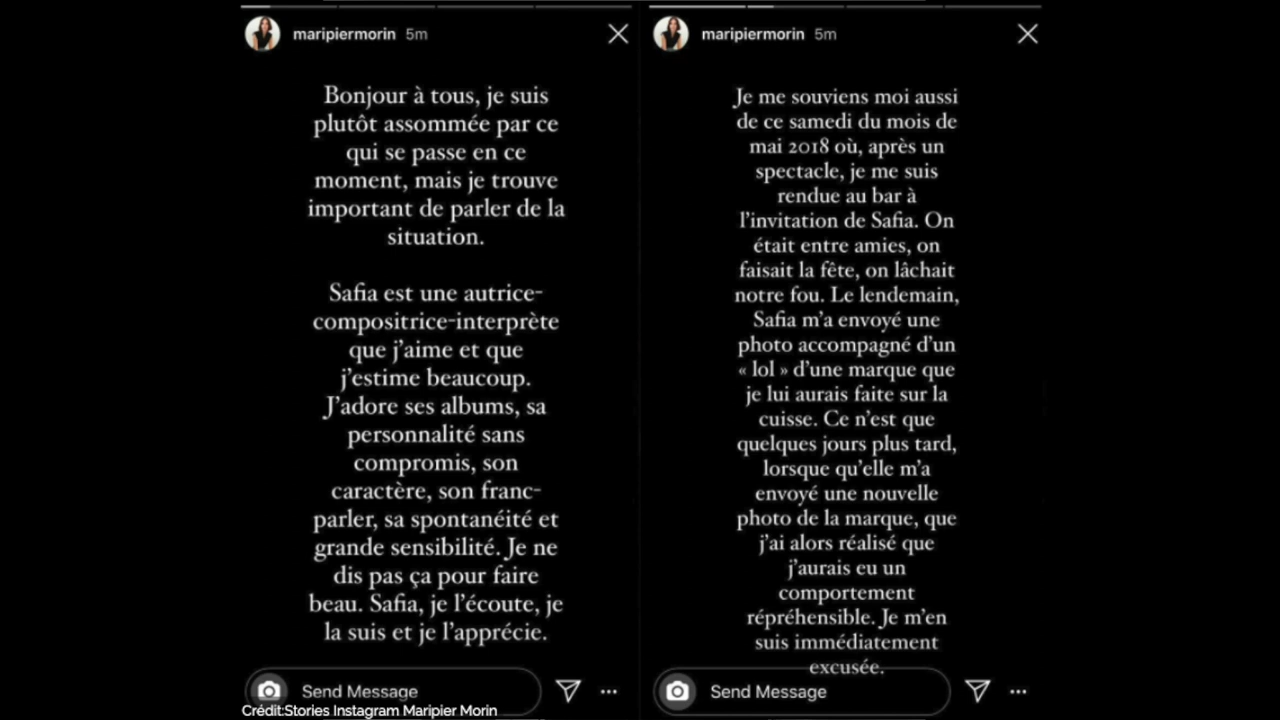 maripiermorin 5m
Bonjour à tous, je suis
plutôt assommée par ce
qui se passe en ce
moment, mais je trouve
important de parler de la
situation.
Safia est une autrice-
compositrice-interprète
que j'aime et que
j'estime beaucoup.
J'adore ses albums, sa
personnalité sans
compromis, son
caractère, son franc-
parler, sa spontanéité et
grande sensibilité. Je ne
dis pas ça pour faire
beau. Safia, je l'écoute, je
la suis et je l'apprécie.
Send Message
Crédit:Stories Instagram Maripier Morin
maripiermorin 5m
Je me souviens moi aussi
de ce samedi du mois de
mai 2018 où, après un
spectacle, je me suis
rendue au bar à
l'invitation de Safia. On
était entre amies, on
faisait la fête, on lâchait
notre fou. Le lendemain,
Safia m'a envoyé une
photo accompagné d'un
« lol » d'une marque que
je lui aurais faite sur la
cuisse. Ce n'est que
quelques jours plus tard,
lorsque qu'elle m'a
envoyé une nouvelle
photo de la marque, que
j'ai alors réalisé que
j'aurais eu un
comportement
répréhensible. Je m'en
suis immédiatement
excusée.
Send Message